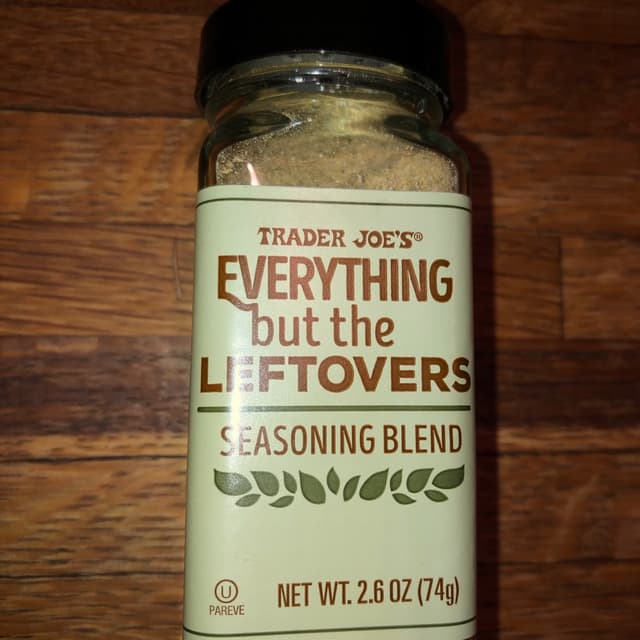 TRADER JOE'S®
EVERYTHING
but the
LEFTOVERS
SEASONING BLEND
U
PAREVE
NET WT. 2.6 OZ (74g)